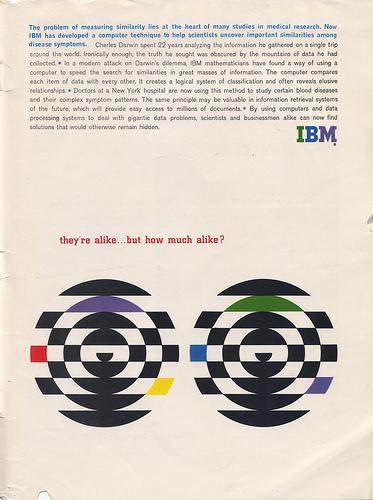 The problem of measuring similarity lies at the heart of many studies in medical research. Now
IBM has developed a computer technique to help scientists uncover important similarities among
disease symptoms. Charles Darwin spent 22 years analyzing the information he gathered on a single trip
around the world. Ironically enough, the truth he sought was obscured by the mountains of data he had
collected. • In a modern attack on Darwin's dilemma, IBM mathematicians have found a way of using a
computer to speed the search for similarities in great masses of information. The computer compares
each item of data with every other. It creates a logical system of classification and often reveals elusive
relationships. • Doctors at a New York hospital are now using this method to study certain blood diseases
and their complex symptom patterns. The same principle may be valuable in information retrieval systems
of the future, which will provide easy access to millions of documents. • By using computers and data
processing systems to deal with gigantic data problems, scientists and businessmen alike can now find
solutions that would otherwise remain hidden.
IBM®
they're alike...but how much alike?